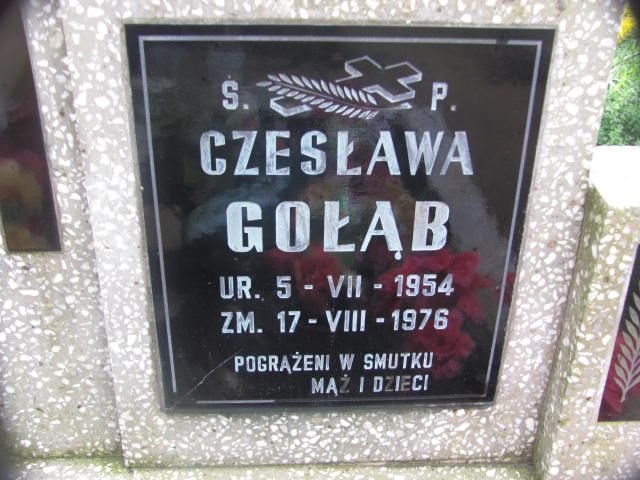 Ś. P.
CZESŁAWA
GOŁĄB
UR. 5 - VII - 1954
ZM. 17 - VIII - 1976
POGRĄŻENI W SMUTKU
MĄŻ I DZIECI